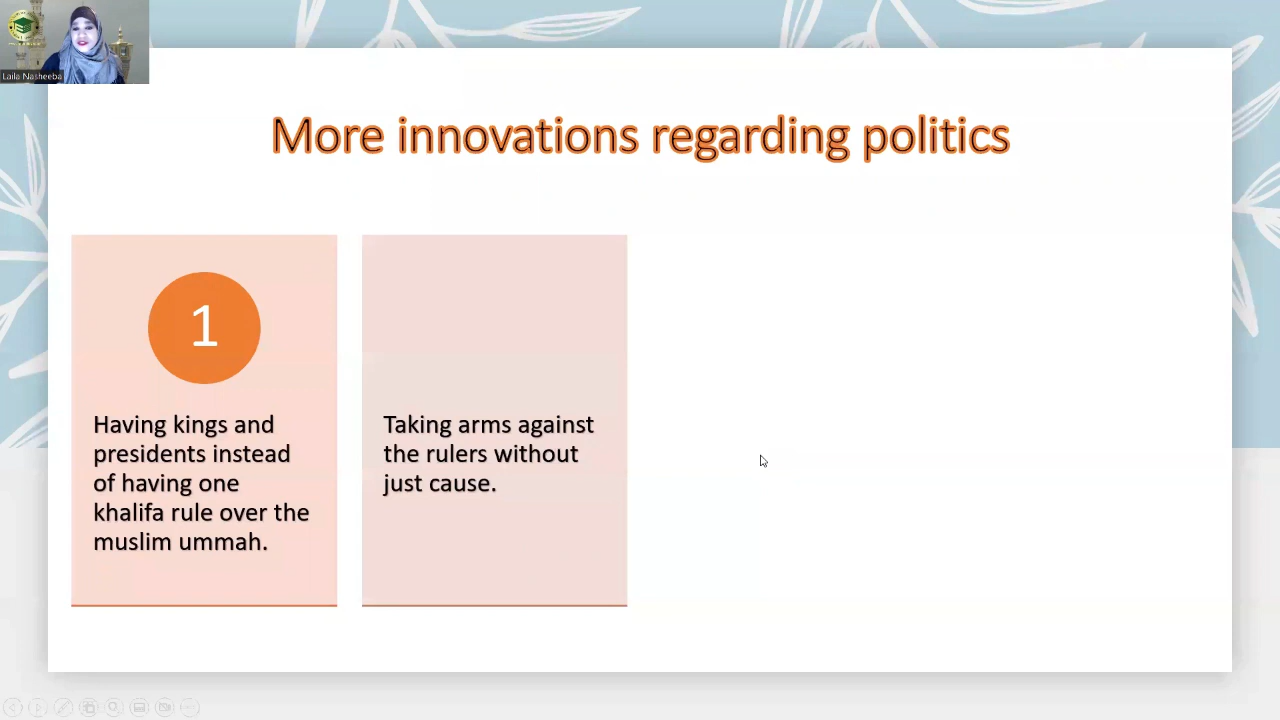 Laila Nasheeba
More innovations regarding politics
1
Having kings and
presidents instead
of having one
khalifa rule over the
muslim ummah.
Taking arms against
the rulers without
just cause.